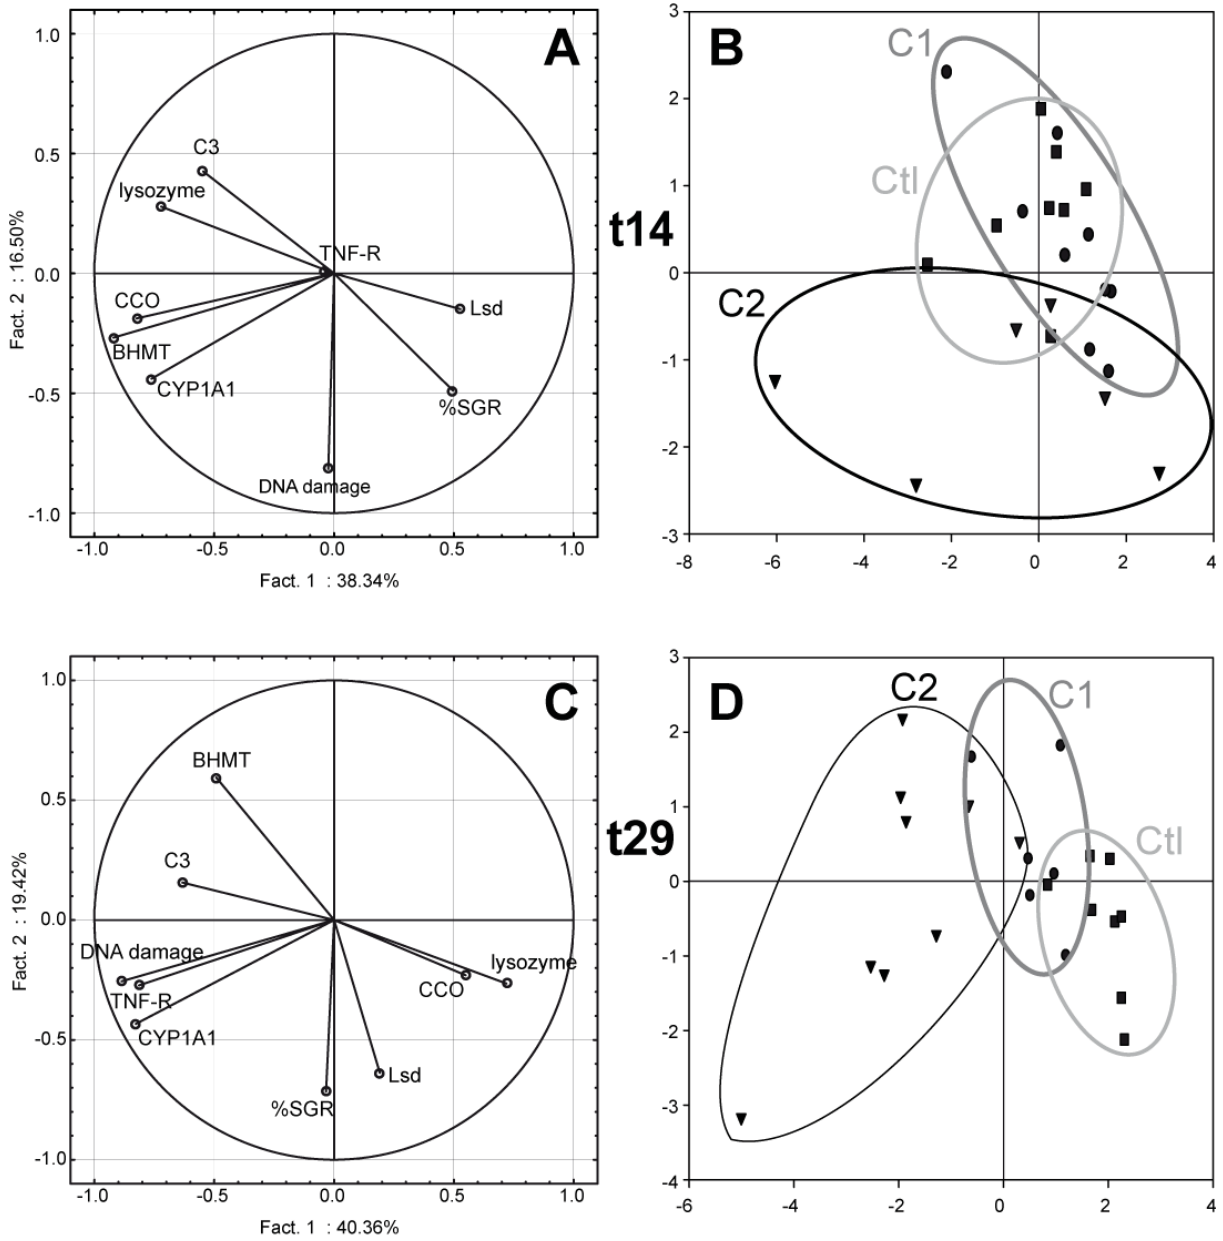 A
1.0
0.5
0.0
-0.5
-1.0
Fact. 2 : 16.50%
C3
lysozyme
TNF-R
CCO
BHMT
CYP1A1
Lsd
%SGR
DNA damage
-1.0
-0.5
0.0
0.5
1.0
Fact. 1 : 38.34%
t14
B
3
2
1
0
-1
-2
-3
C1
Ctl
C2
-8
-6
-4
-2
0
2
4
C
1.0
0.5
0.0
-0.5
-1.0
Fact. 2 : 19.42%
BHMT
C3
DNA damage
TNF-R
CYP1A1
lysozyme
CCO
Lsd
%SGR
-1.0
-0.5
0.0
0.5
1.0
Fact. 1 : 40.36%
t29
D
3
2
1
0
-1
-2
-3
-4
C2
C1
Ctl
-6
-4
-2
0
2
4